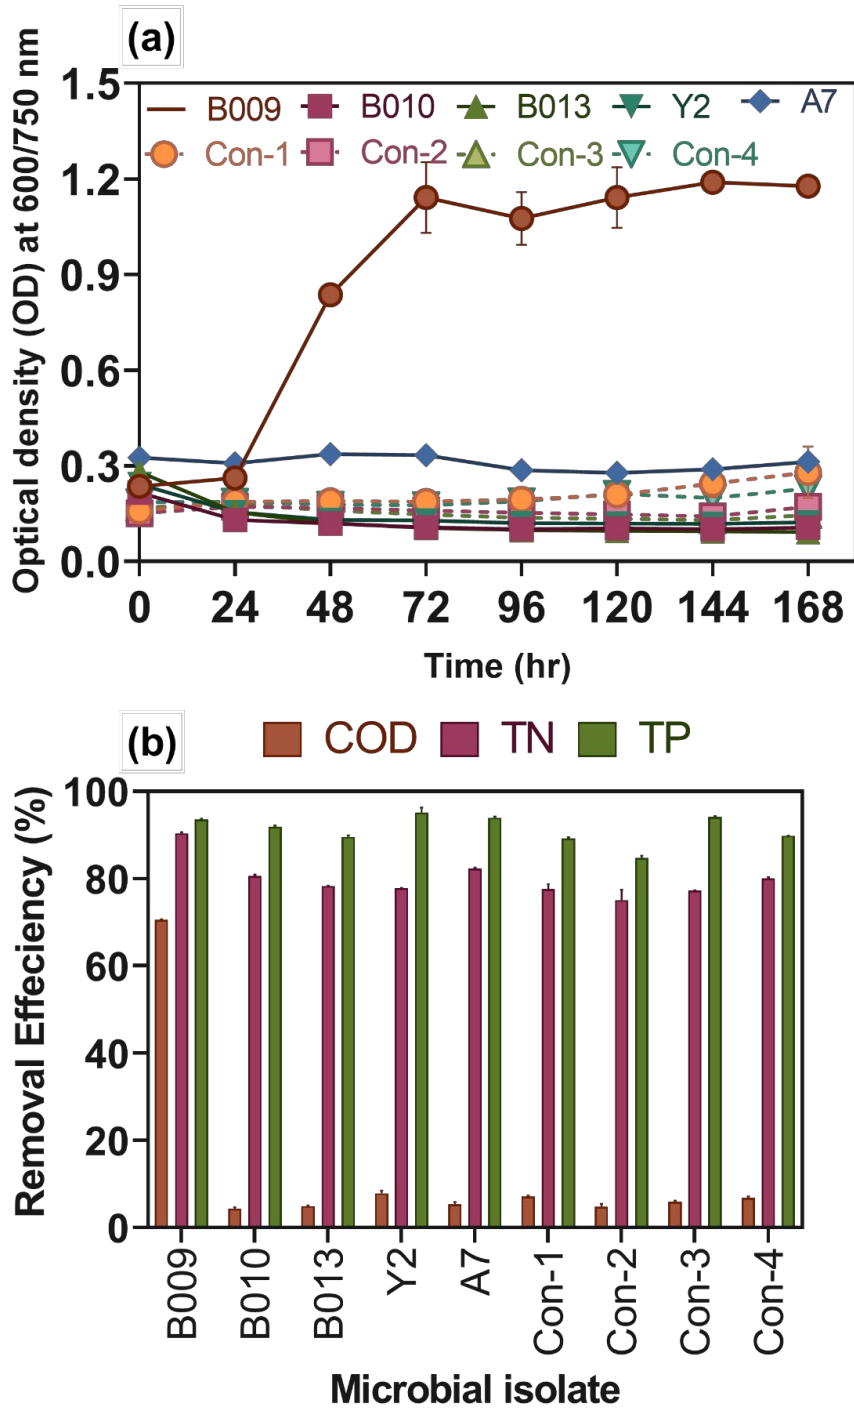 (a)
Optical density (OD) at 600/750 nm
1.5
1.2
0.9
0.6
0.3
0.0
B009 B010 B013 Y2 A7
Con-1 Con-2 Con-3 Con-4
0 24 48 72 96 120 144 168
Time (hr)
(b)
COD TN TP
Removal Effeciency (%)
100
80
60
40
20
0
B009 B010 B013 Y2 A7 Con-1 Con-2 Con-3 Con-4
Microbial isolate